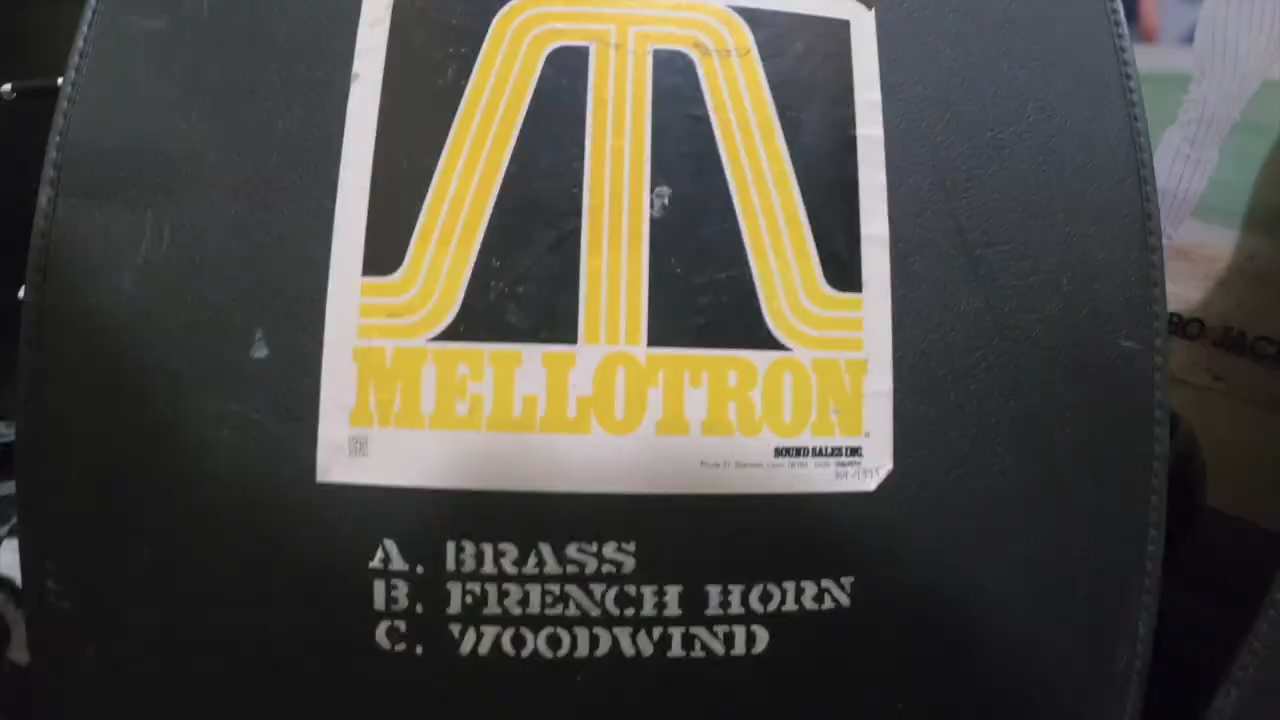 MELLOTRON
SOUND SALES INC.
A. BRASS
B. FRENCH HORN
C. WOODWIND